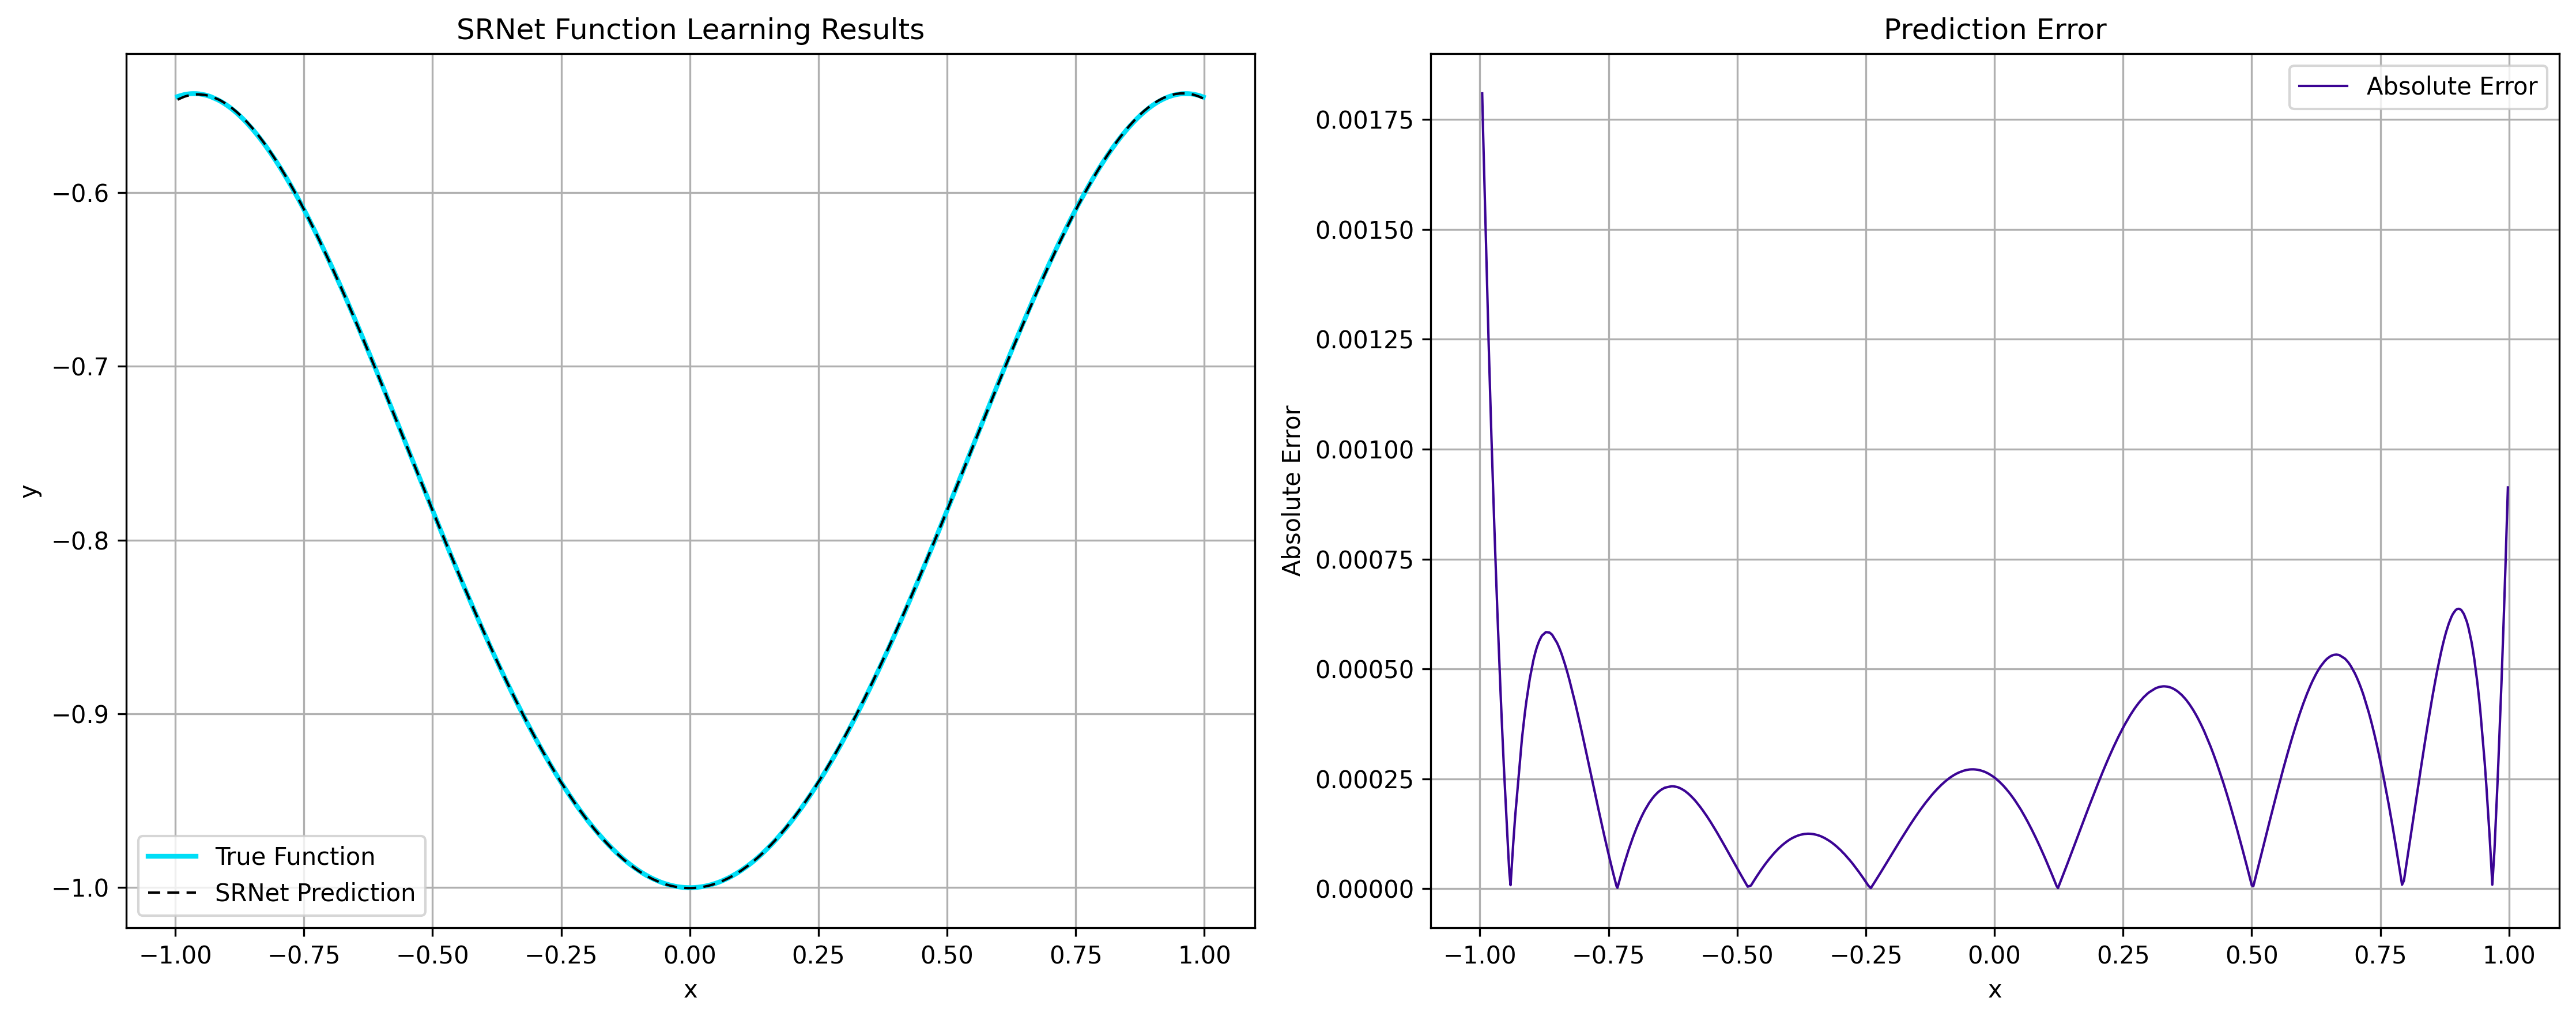 SRNet Function Learning Results
y
−0.6
−0.7
−0.8
−0.9
−1.0
True Function
SRNet Prediction
−1.00 −0.75 −0.50 −0.25 0.00 0.25 0.50 0.75 1.00
x
Prediction Error
Absolute Error
Absolute Error
0.00175
0.00150
0.00125
0.00100
0.00075
0.00050
0.00025
0.00000
−1.00 −0.75 −0.50 −0.25 0.00 0.25 0.50 0.75 1.00
x